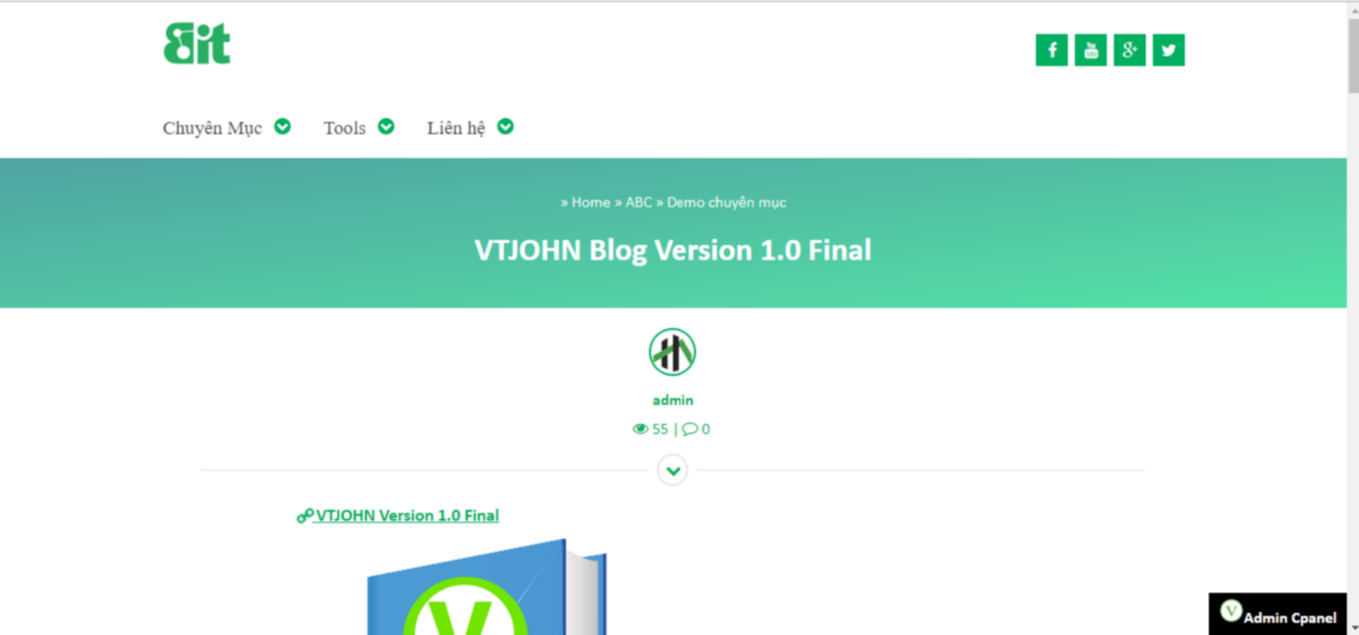 Bit
Chuyên Mục Tools Liên hệ
» Home » ABC » Demo chuyên mục
VTJOHN Blog Version 1.0 Final
admin
55 | 0
VTJOHN Version 1.0 Final
V
V Admin Cpanel